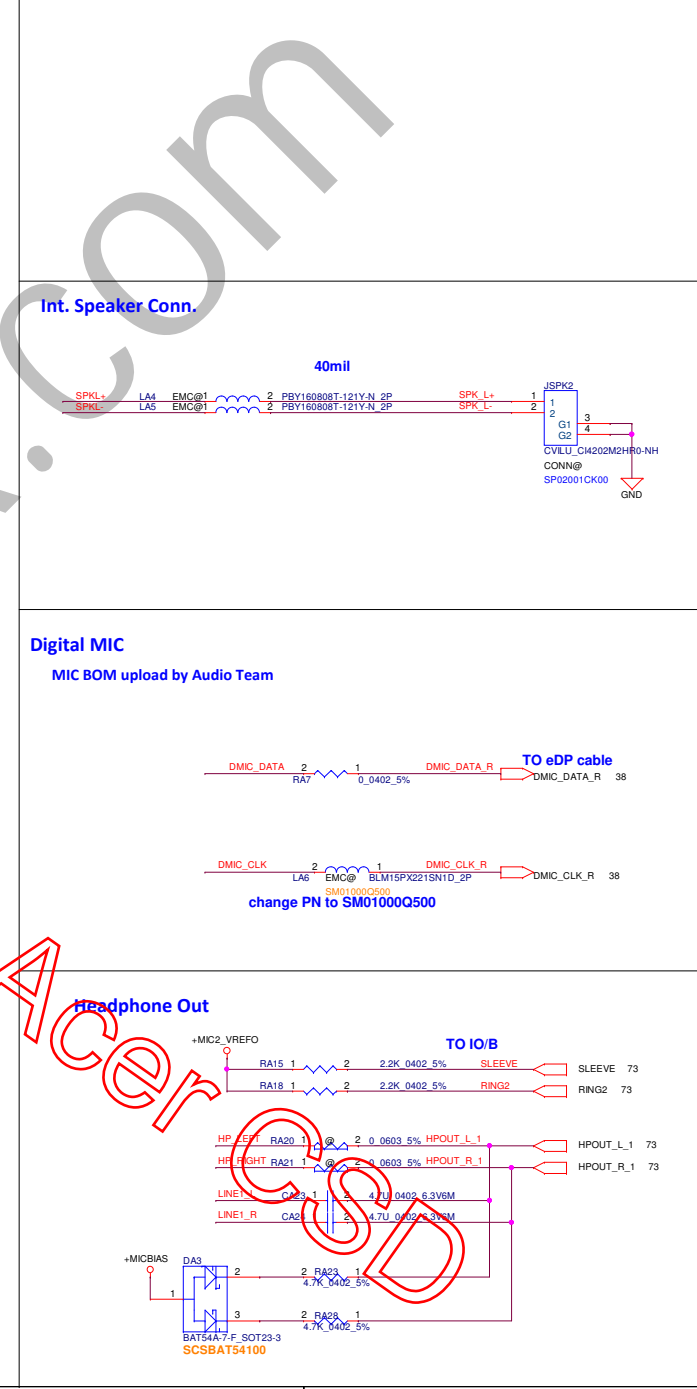 .com
Int. Speaker Conn.
40mil
SPKL+ LA4 EMC@1 2 PBY160808T-121Y-N_2P SPK_L+ 1
SPKL- LA5 EMC@1 2 PBY160808T-121Y-N_2P SPK_L- 2
JSPK2
1
2
G1 3
G2 4
CVILU_CI4202M2HR0-NH
CONN@
SP02001CK00
GND
Digital MIC
MIC BOM upload by Audio Team
TO eDP cable
DMIC_DATA 2 1 DMIC_DATA_R DMIC_DATA_R 38
RA7 0_0402_5%
DMIC_CLK 2 1 DMIC_CLK_R DMIC_CLK_R 38
LA6 EMC@ BLM15PX221SN1D_2P
SM01000Q500
change PN to SM01000Q500
Headphone Out
+MIC2_VREFO
TO IO/B
RA15 1 2 2.2K_0402_5% SLEEVE SLEEVE 73
RA18 1 2 2.2K_0402_5% RING2 RING2 73
HP_LEFT RA20 1 @ 2 0_0603_5% HPOUT_L_1 HPOUT_L_1 73
HP_RIGHT RA21 1 @ 2 0_0603_5% HPOUT_R_1 HPOUT_R_1 73
LINE1_L CA23 1 2 4.7U_0402_6.3V6M
LINE1_R CA24 1 2 4.7U_0402_6.3V6M
+MICBIAS
DA3
1
2 2 RA23 1
4.7K_0402_5%
3 2 RA28 1
4.7K_0402_5%
BAT54A-7-F_SOT23-3
SCSBAT54100
Acer CSD